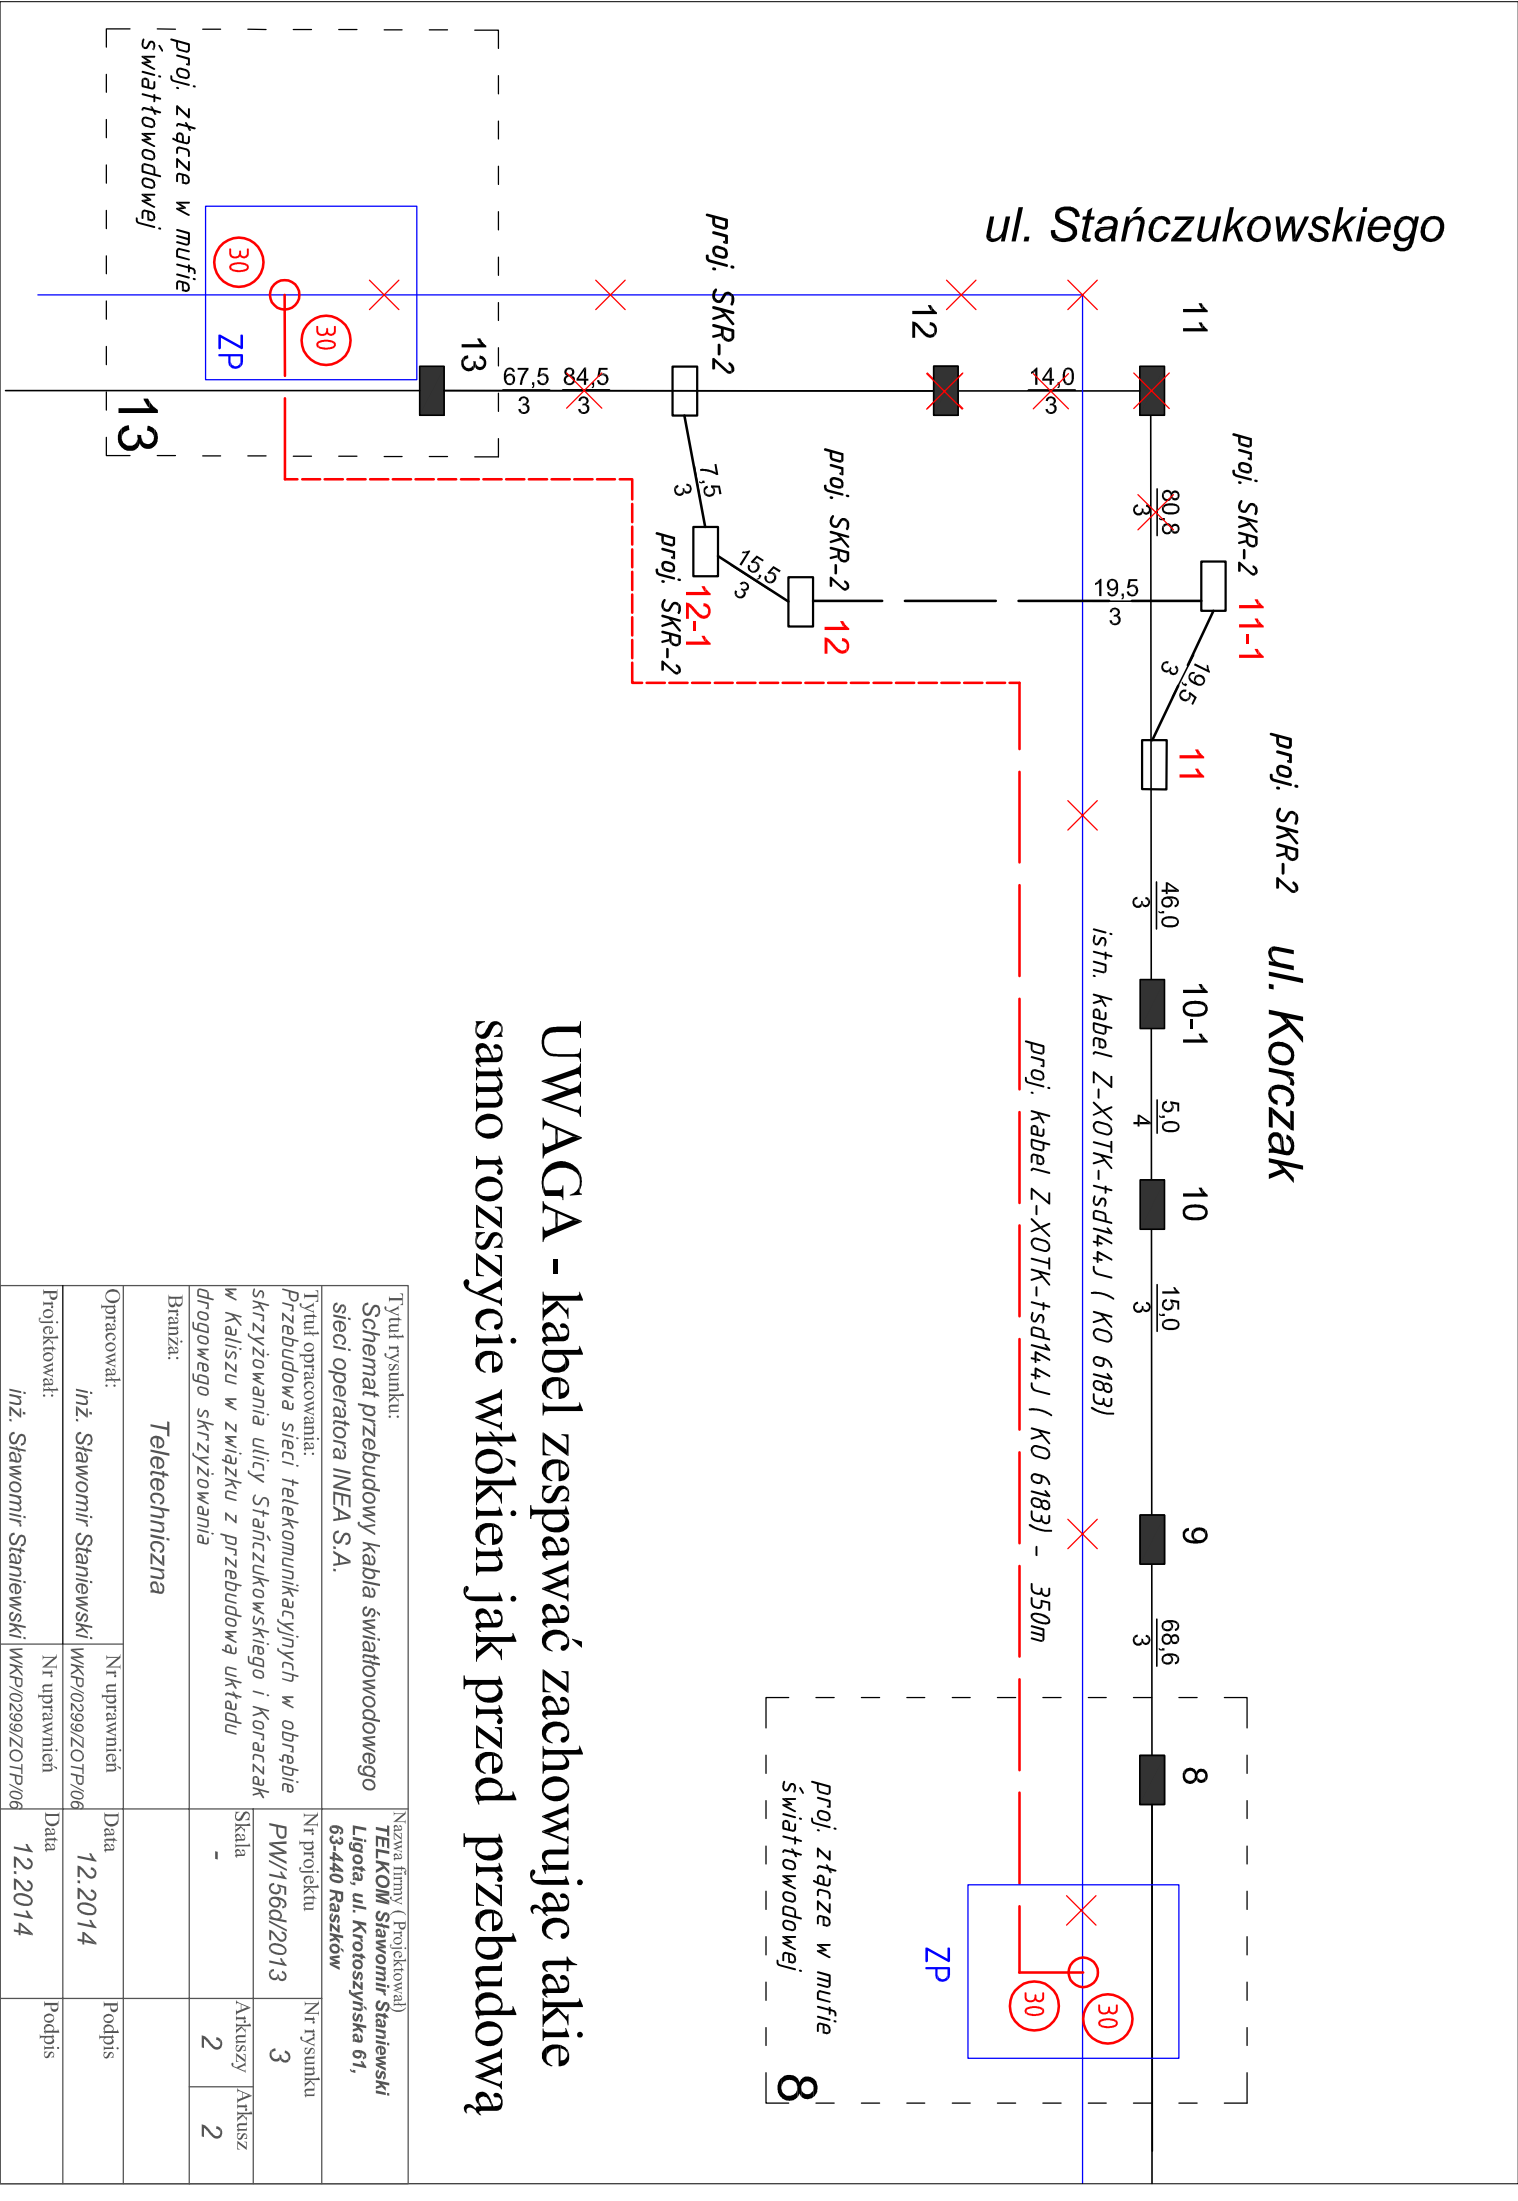 ul. Stańczukowskiego
ul. Korczak
proj. złącze w mufie
światłowodowej
30
30
ZP
13
13
67,5
3
84,5
3
proj. SKR-2
12
14,0
3
11
80,8
3
proj. SKR-2
11-1
7,5
3
12-1
proj. SKR-2
15,5
3
proj. SKR-2
12
19,5
3
19,5
3
proj. SKR-2
11
46,0
3
10-1
5,0
4
10
15,0
3
9
68,6
3
8
istn. kabel Z-XOTK-tsd144J ( KO 6183)
proj. kabel Z-XOTK-tsd144J ( KO 6183) - 350m
30
30
ZP
proj. złącze w mufie
światłowodowej
8
UWAGA - kabel zespawać zachowując takie
samo rozszycie włókien jak przed przebudową
Tytuł rysunku:
Schemat przebudowy kabla światłowodowego
sieci operatora INEA S.A.
Nazwa firmy ( Projektował)
TELKOM Sławomir Staniewski
Ligota, ul. Krotoszyńska 61,
63-440 Raszków
Tytuł opracowania:
Przebudowa sieci telekomunikacyjnych w obrębie
skrzyżowania ulicy Stańczukowskiego i Koraczak
w Kaliszu w związku z przebudową układu
drogowego skrzyżowania
Nr projektu
PW/156d/2013
Nr rysunku
3
Skala
-
Arkuszy
2
Arkusz
2
Branża:
Teletechniczna
Opracował:
inż. Sławomir Staniewski
Nr uprawnień
WKP/0299/ZOTP/06
Data
12.2014
Podpis
Projektował:
inż. Sławomir Staniewski
Nr uprawnień
WKP/0299/ZOTP/06
Data
12.2014
Podpis